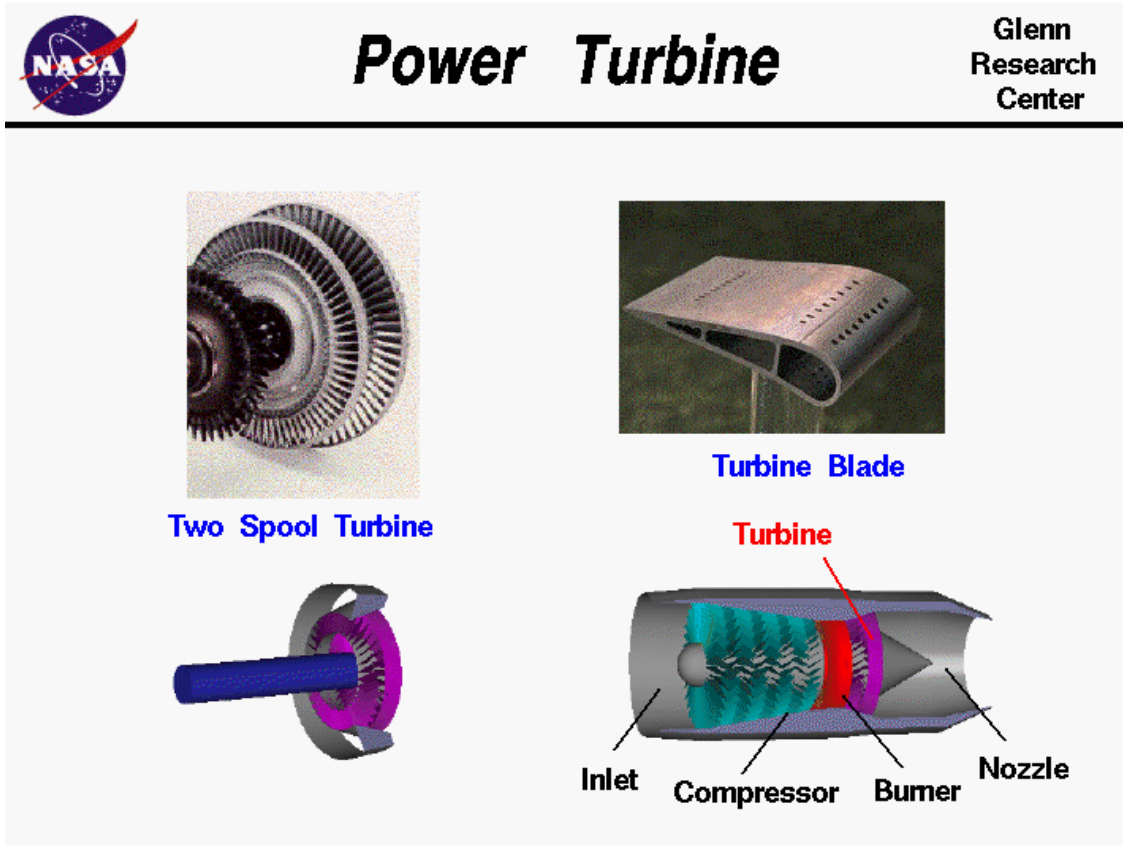 NASA
Power Turbine
Glenn
Research
Center
Two Spool Turbine
Turbine Blade
Turbine
Inlet
Compressor
Burner
Nozzle